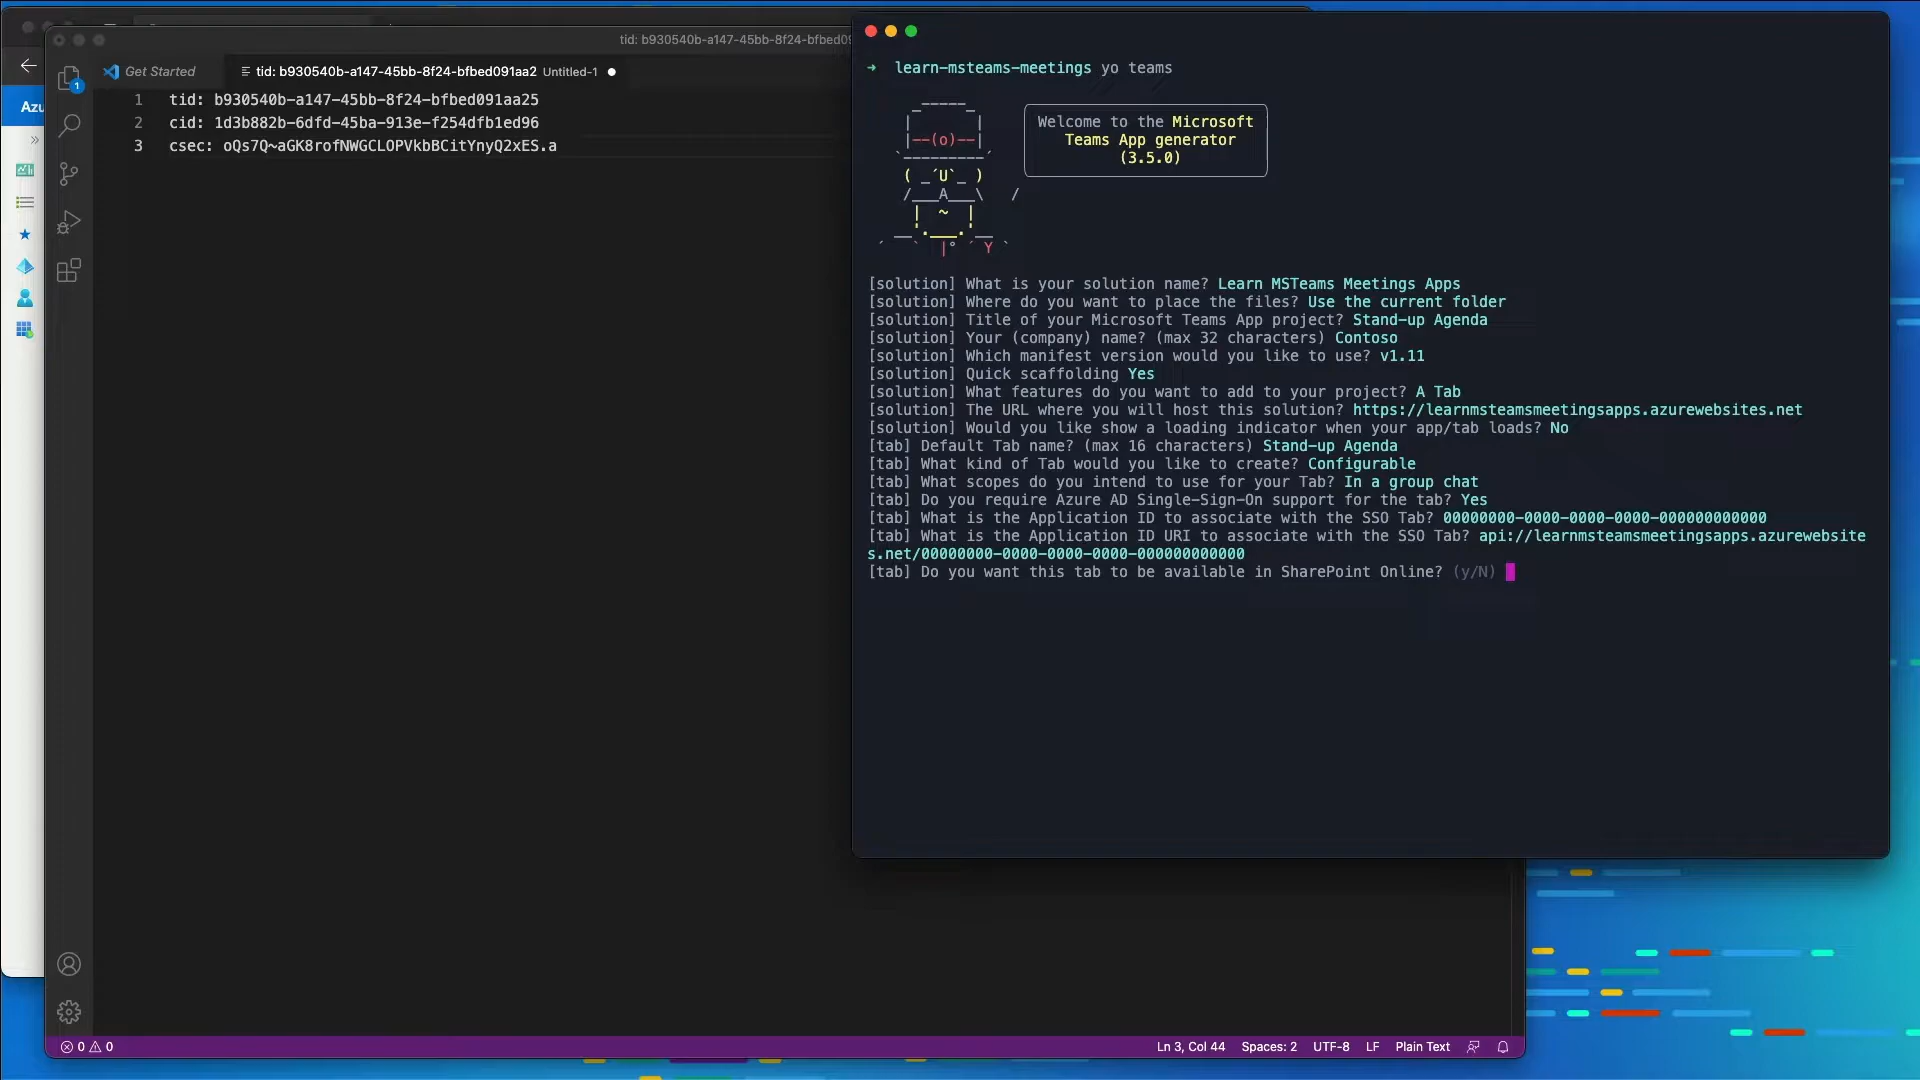 Azu
tid: b930540b-a147-45bb-8f24-bfbed09
1
Get Started
tid: b930540b-a147-45bb-8f24-bfbed091aa2 Untitled-1
1 tid: b930540b-a147-45bb-8f24-bfbed091aa25
2 cid: 1d3b882b-6dfd-45ba-913e-f254dfb1ed96
3 csec: oQs7Q~aGK8rofNWGCLOPVkbBCitYnyQ2xES.a
0 0
Ln 3, Col 44 Spaces: 2 UTF-8 LF Plain Text
➜ learn-msteams-meetings yo teams
Welcome to the Microsoft
Teams App generator
(3.5.0)
[solution] What is your solution name? Learn MSTeams Meetings Apps
[solution] Where do you want to place the files? Use the current folder
[solution] Title of your Microsoft Teams App project? Stand-up Agenda
[solution] Your (company) name? (max 32 characters) Contoso
[solution] Which manifest version would you like to use? v1.11
[solution] Quick scaffolding Yes
[solution] What features do you want to add to your project? A Tab
[solution] The URL where you will host this solution? https://learnmsteamsmeetingsapps.azurewebsites.net
[solution] Would you like show a loading indicator when your app/tab loads? No
[tab] Default Tab name? (max 16 characters) Stand-up Agenda
[tab] What kind of Tab would you like to create? Configurable
[tab] What scopes do you intend to use for your Tab? In a group chat
[tab] Do you require Azure AD Single-Sign-On support for the tab? Yes
[tab] What is the Application ID to associate with the SSO Tab? 00000000-0000-0000-0000-000000000000
[tab] What is the Application ID URI to associate with the SSO Tab? api://learnmsteamsmeetingsapps.azurewebsite
s.net/00000000-0000-0000-0000-000000000000
[tab] Do you want this tab to be available in SharePoint Online? (y/N)